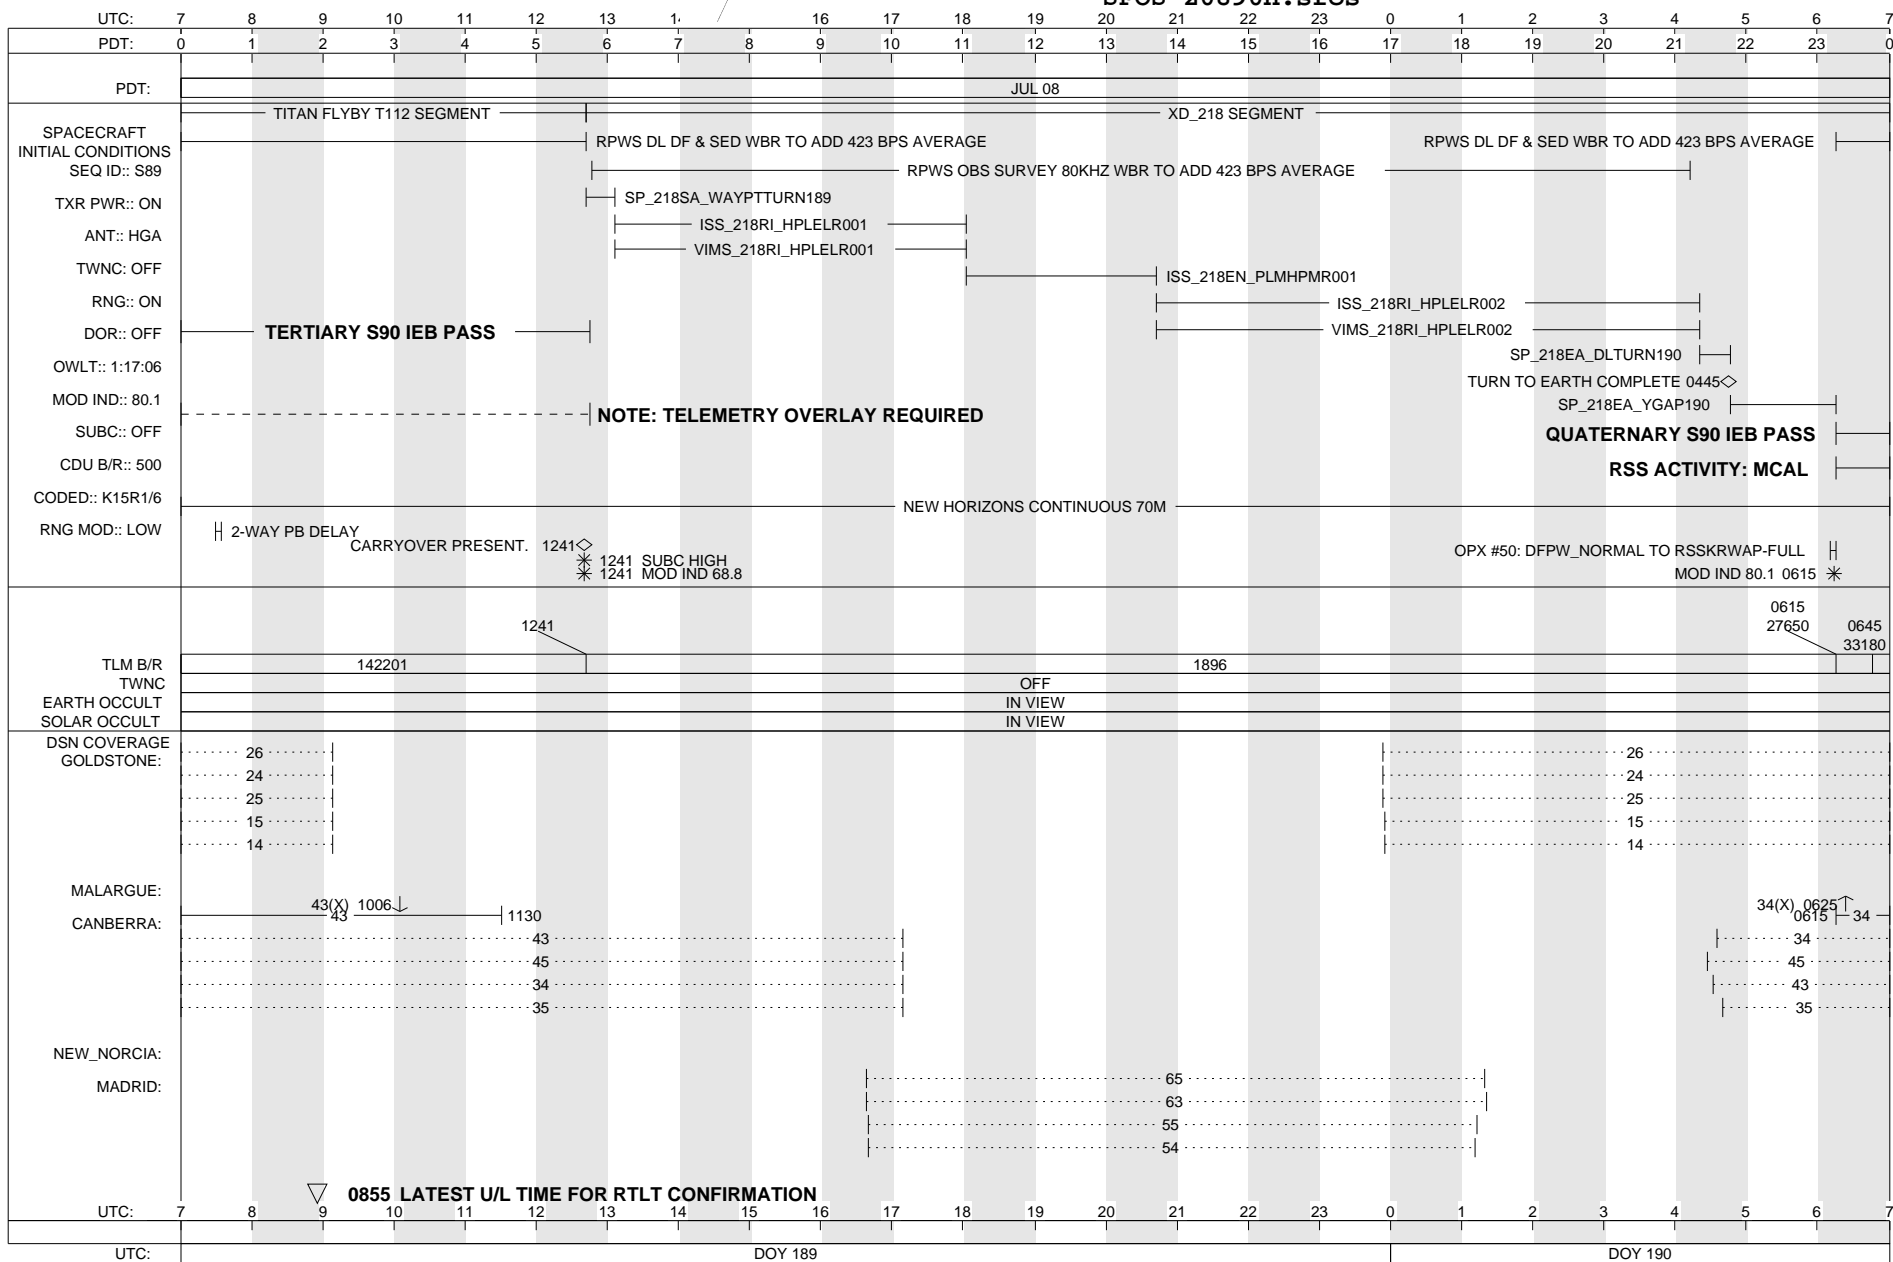 UTC: 7 8 9 10 11 12 13 16 17 18 19 20 21 22 23 0 1 2 3 4 5 6 7
PDT: 0 1 2 3 4 5 6 7 8 9 10 11 12 13 14 15 16 17 18 19 20 21 22 23 0
PDT: JUL 08
TITAN FLYBY T112 SEGMENT XD_218 SEGMENT
SPACECRAFT
INITIAL CONDITIONS
RPWS DL DF & SED WBR TO ADD 423 BPS AVERAGE RPWS DL DF & SED WBR TO ADD 423 BPS AVERAGE
SEQ ID:: S89 RPWS OBS SURVEY 80KHZ WBR TO ADD 423 BPS AVERAGE
TXR PWR:: ON SP_218SA_WAYPTTURN189
ANT:: HGA ISS_218RI_HPLELR001
VIMS_218RI_HPLELR001
TWNC: OFF ISS_218EN_PLMHPMR001
RNG:: ON ISS_218RI_HPLELR002
DOR:: OFF TERTIARY S90 IEB PASS VIMS_218RI_HPLELR002
SP_218EA_DLTURN190
OWLT:: 1:17:06
TURN TO EARTH COMPLETE 0445
MOD IND:: 80.1 SP_218EA_YGAP190
NOTE: TELEMETRY OVERLAY REQUIRED
SUBC:: OFF QUATERNARY S90 IEB PASS
CDU B/R:: 500 RSS ACTIVITY: MCAL
CODED:: K15R1/6 NEW HORIZONS CONTINUOUS 70M
RNG MOD:: LOW 2-WAY PB DELAY
CARRYOVER PRESENT. 1241 OPX #50: DFPW_NORMAL TO RSSKRWAP-FULL
1241 SUBC HIGH
1241 MOD IND 68.8 MOD IND 80.1 0615
0615
1241 27650 0645
33180
TLM B/R 142201 1896
TWNC OFF
EARTH OCCULT IN VIEW
SOLAR OCCULT IN VIEW
DSN COVERAGE
GOLDSTONE: 26 26
24 24
25 25
15 15
14 14
MALARGUE:
43(X) 1006 34(X) 0625
CANBERRA: 43 1130 0615 34
43 34
45 45
34 43
35 35
NEW_NORCIA:
MADRID: 65
63
55
54
0855 LATEST U/L TIME FOR RTLT CONFIRMATION
UTC: 7 8 9 10 11 12 13 14 15 16 17 18 19 20 21 22 23 0 1 2 3 4 5 6 7
UTC: DOY 189 DOY 190